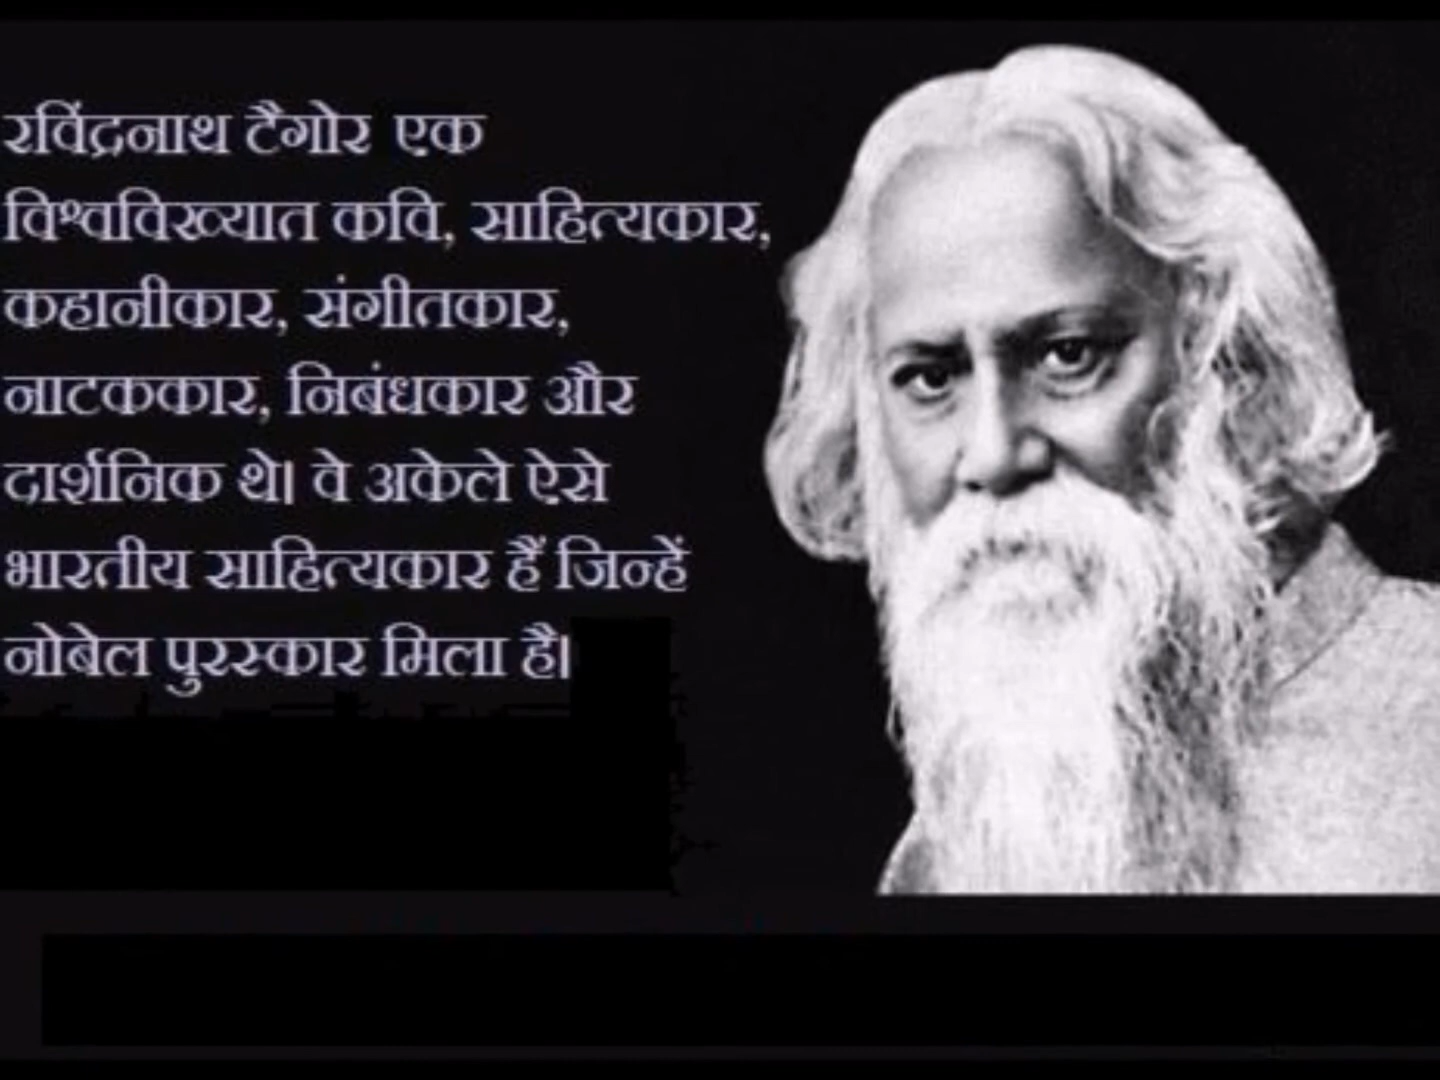 रविंद्रनाथ टैगोर एक
विश्वविख्यात कवि, साहित्यकार,
कहानीकार, संगीतकार,
नाटककार, निबंधकार और
दार्शनिक थे। वे अकेले ऐसे
भारतीय साहित्यकार हैं जिन्हें
नोबेल पुरस्कार मिला है।